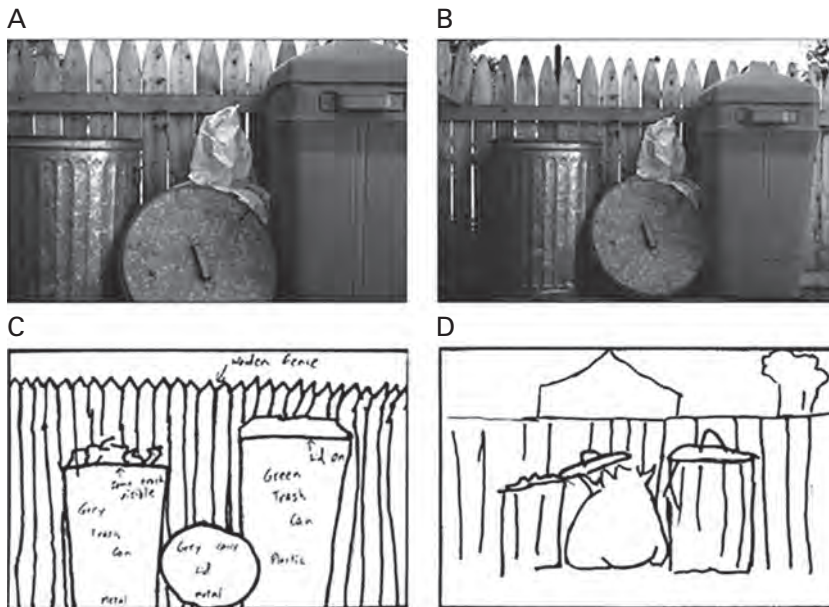 A
B
C
D
Wooden fence
some trash
visible
Lid on
Grey
Trash
Can
Metal
Grey
Lid
metal
Green
Trash
Can
Plastic